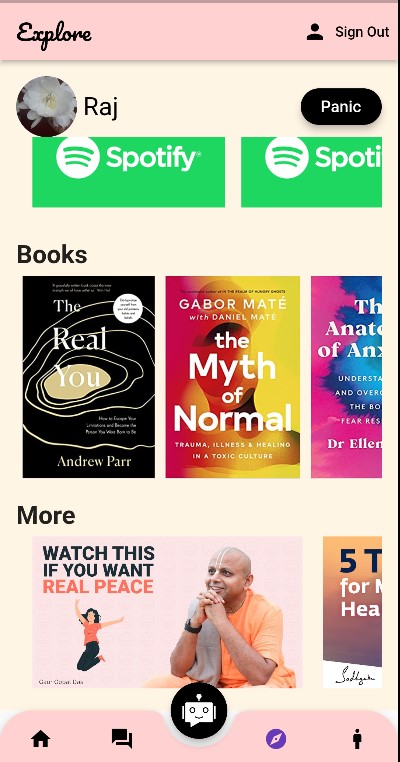 Explore
Sign Out
Raj
Panic
Spotify®
Spoti
Books
The
Real
You
How to Escape Your
Limitations and Become the
Person You Were Born to Be
Andrew Parr
GABOR MATÉ
with DANIEL MATÉ
the
Myth
of
Normal
TRAUMA, ILLNESS & HEALING
IN A TOXIC CULTURE
Th
Anato
of Anx
UNDERSTA
AND OVERC
THE BO
FEAR RES
Dr Ellen
More
WATCH THIS
IF YOU WANT
REAL PEACE
Gaur Gopal Das
5 T
for M
Hea
Sadhguru